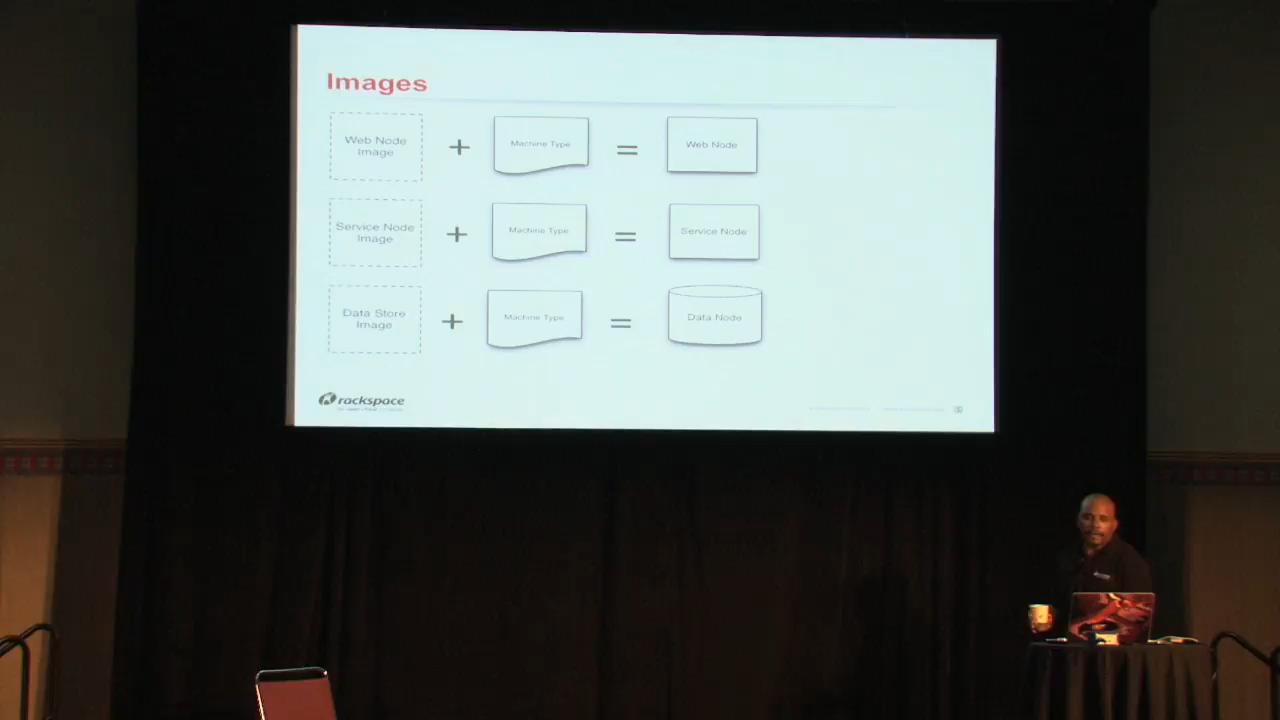 Images
Web Node
Image
+
Machine Type
=
Web Node
Service Node
Image
+
Machine Type
=
Service Node
Data Store
Image
+
Machine Type
=
Data Node
rackspace